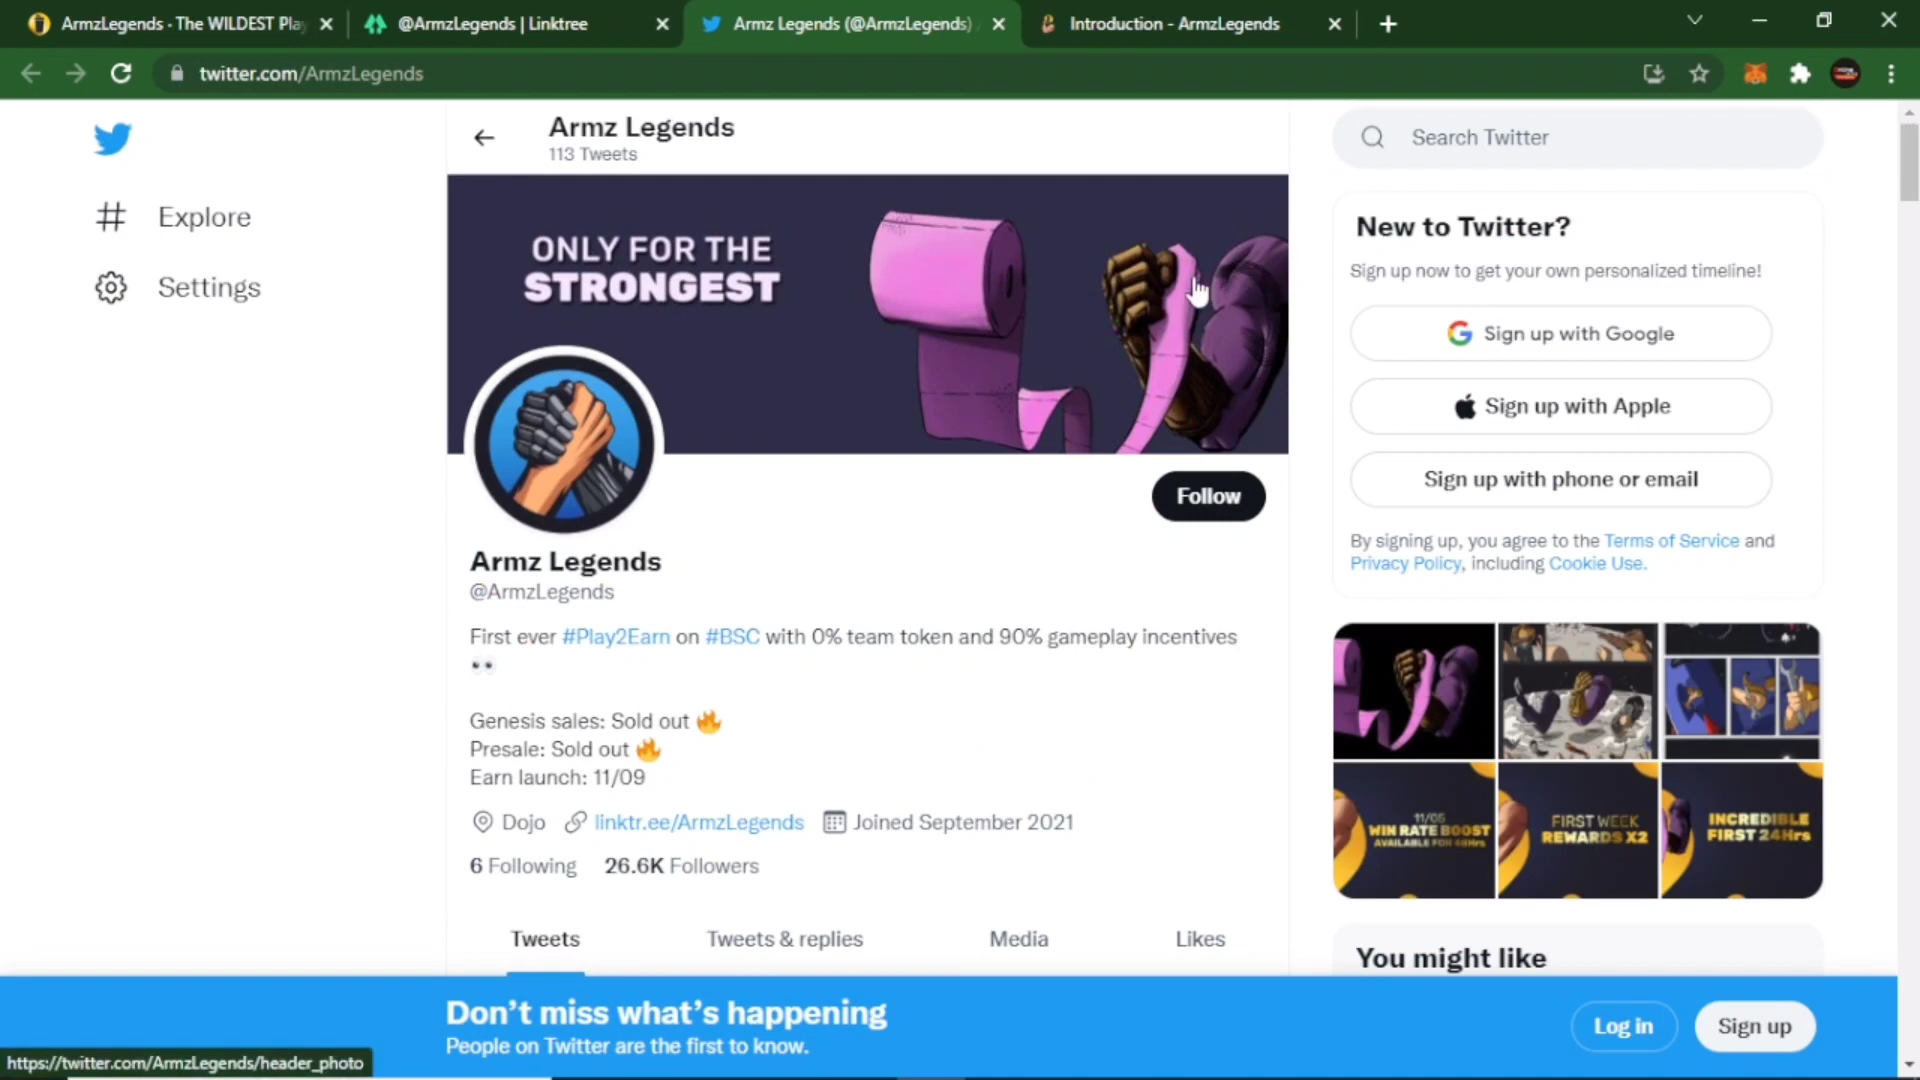 ArmzLegends - The WILDEST Pla
@ArmzLegends | Linktree
Armz Legends (@ArmzLegends)
Introduction - ArmzLegends
twitter.com/ArmzLegends
Explore
Settings
Armz Legends
113 Tweets
ONLY FOR THE
STRONGEST
Follow
Armz Legends
@ArmzLegends
First ever #Play2Earn on #BSC with 0% team token and 90% gameplay incentives
👀
Genesis sales: Sold out 🔥
Presale: Sold out 🔥
Earn launch: 11/09
Dojo linktr.ee/ArmzLegends Joined September 2021
6 Following 26.6K Followers
Tweets Tweets & replies Media Likes
Search Twitter
New to Twitter?
Sign up now to get your own personalized timeline!
Sign up with Google
Sign up with Apple
Sign up with phone or email
By signing up, you agree to the Terms of Service and
Privacy Policy, including Cookie Use.
11/05
WIN RATE BOOST
AVAILABLE FOR 48Hrs
FIRST WEEK
REWARDS X2
INCREDIBLE
FIRST 24Hrs
You might like
Don't miss what's happening
People on Twitter are the first to know.
Log in
Sign up
https://twitter.com/ArmzLegends/header_photo